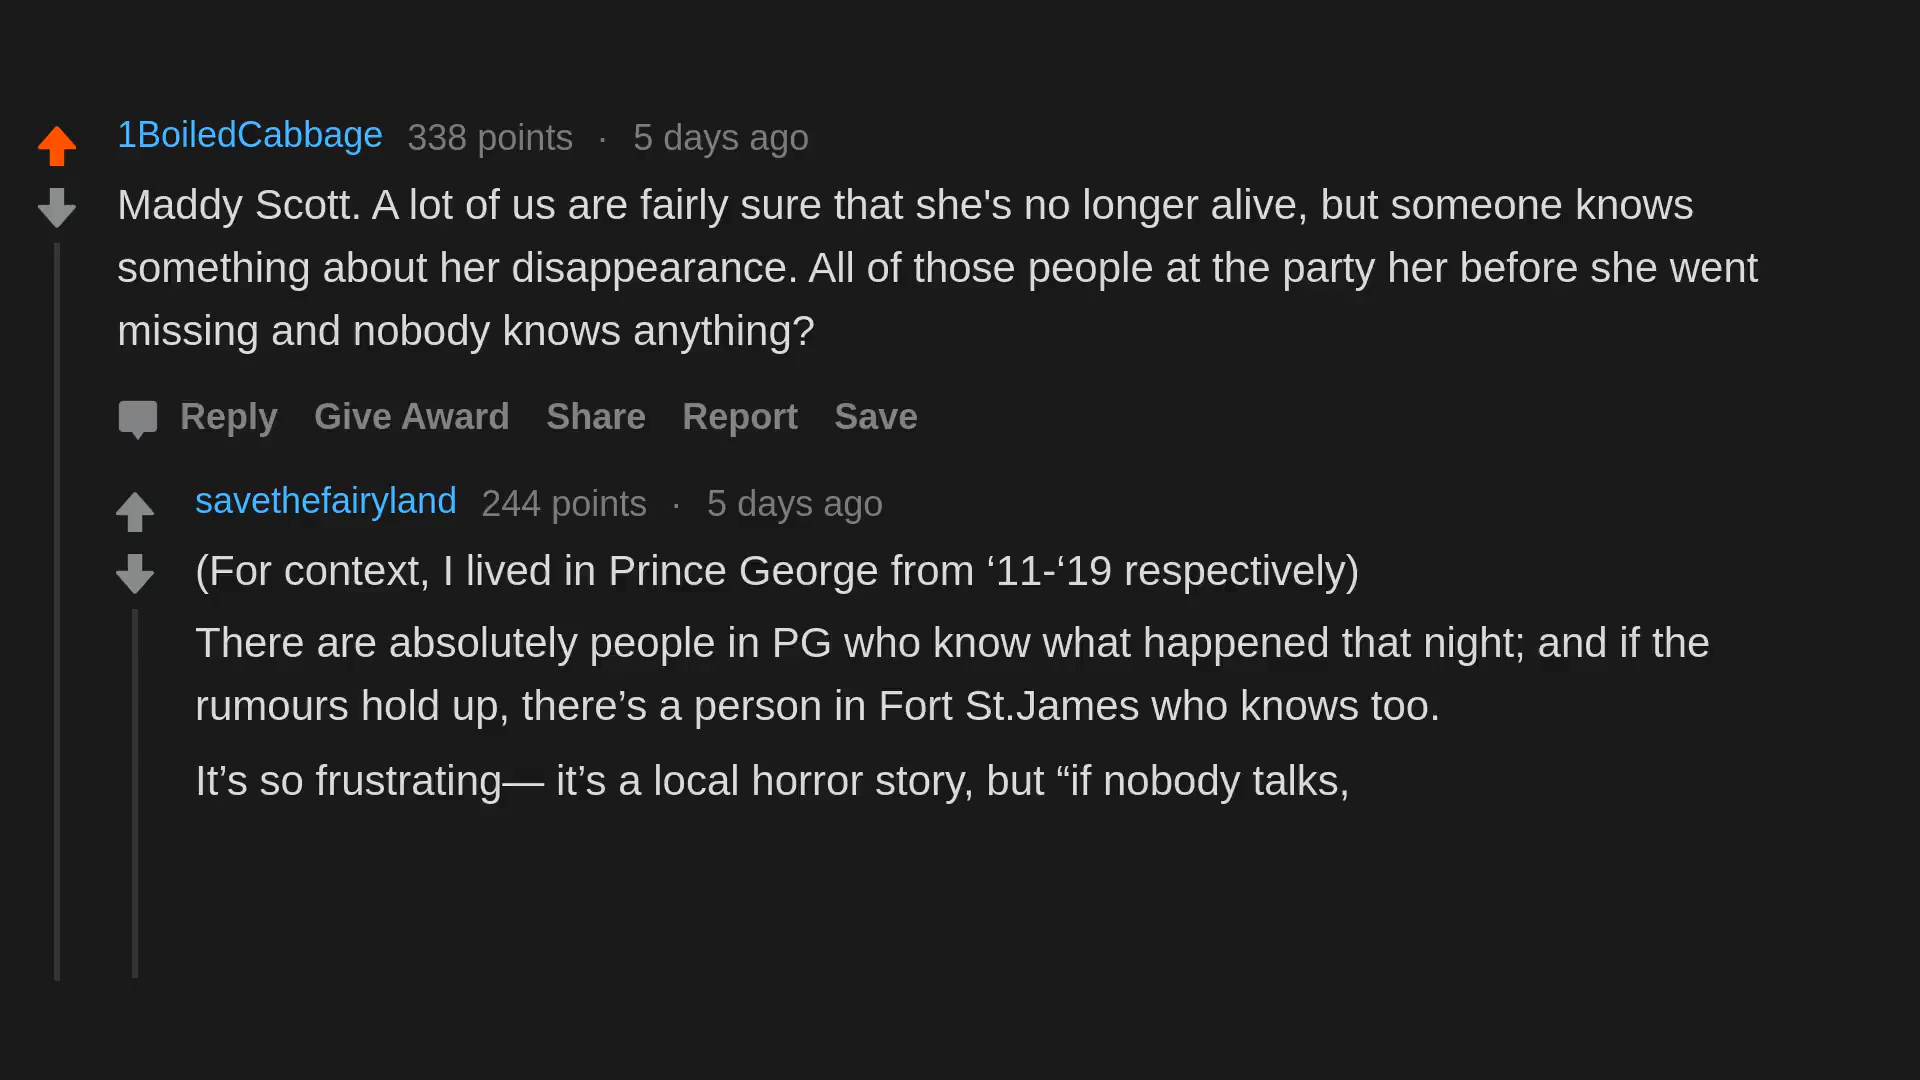 1BoiledCabbage 338 points · 5 days ago
Maddy Scott. A lot of us are fairly sure that she's no longer alive, but someone knows
something about her disappearance. All of those people at the party her before she went
missing and nobody knows anything?
Reply Give Award Share Report Save
savethefairyland 244 points · 5 days ago
(For context, I lived in Prince George from ‘11-‘19 respectively)
There are absolutely people in PG who know what happened that night; and if the
rumours hold up, there’s a person in Fort St.James who knows too.
It’s so frustrating— it’s a local horror story, but “if nobody talks,